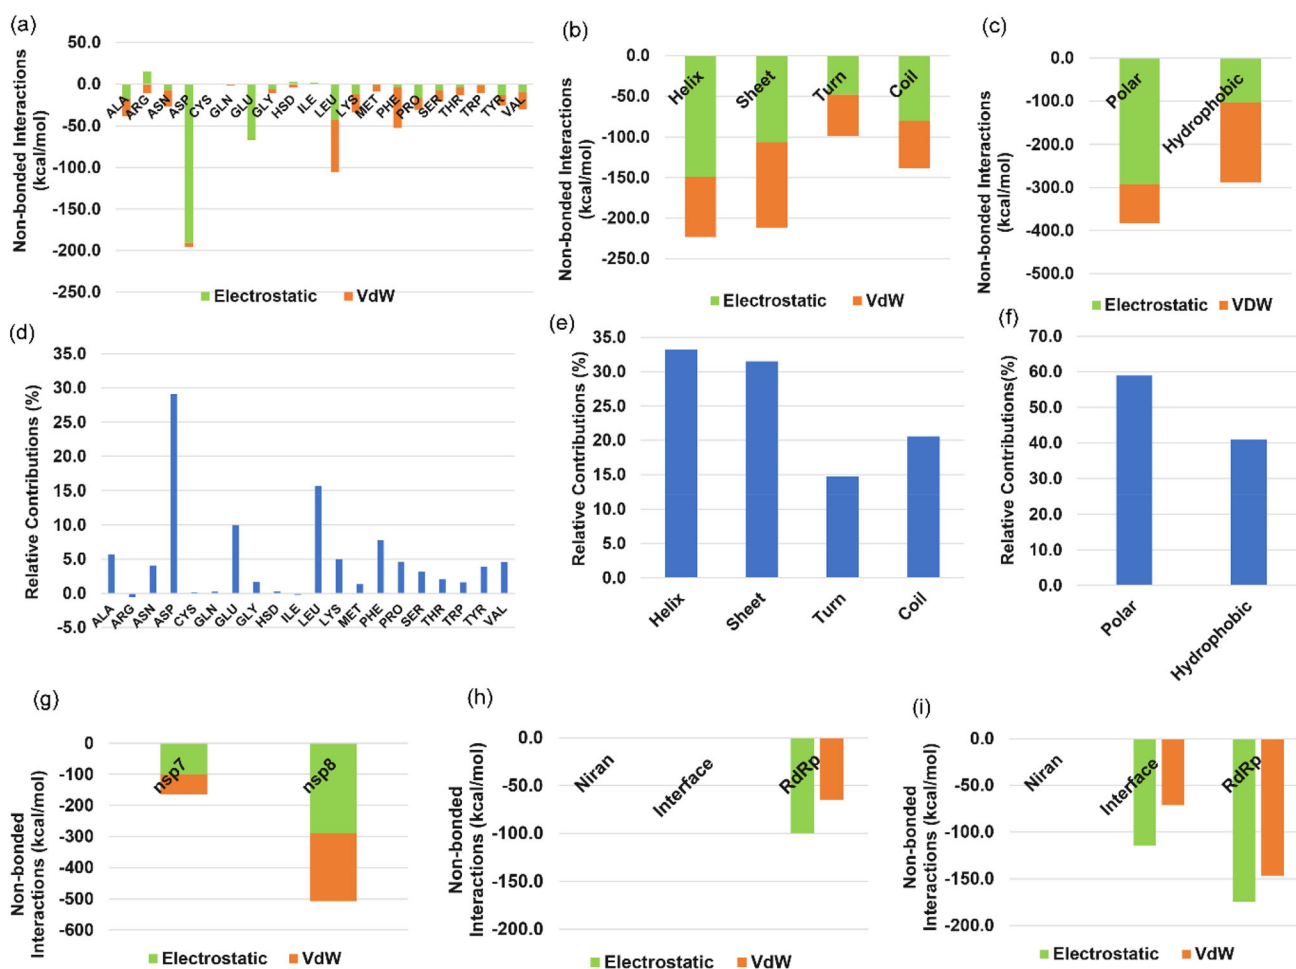 (a)
Non-bonded Interactions
(kcal/mol)
50.0
0.0
-50.0
-100.0
-150.0
-200.0
-250.0
ALA
ARG
ASN
ASP
CYS
GLN
GLU
GLY
HSD
ILE
LEU
LYS
MET
PHE
PRO
SER
THR
TRP
TYR
VAL
Electrostatic
VdW
(b)
Non-bonded Interactions
(kcal/mol)
0.0
-50.0
-100.0
-150.0
-200.0
-250.0
Helix
Sheet
Turn
Coil
Electrostatic
VdW
(c)
Non-bonded Interactions
(kcal/mol)
0.0
-100.0
-200.0
-300.0
-400.0
-500.0
Polar
Hydrophobic
Electrostatic
VDW
(d)
Relative Contributions (%)
35.0
30.0
25.0
20.0
15.0
10.0
5.0
0.0
-5.0
ALA
ARG
ASN
ASP
CYS
GLN
GLU
GLY
HSD
ILE
LEU
LYS
MET
PHE
PRO
SER
THR
TRP
TYR
VAL
(e)
Relative Contributions (%)
35.0
30.0
25.0
20.0
15.0
10.0
5.0
0.0
Helix
Sheet
Turn
Coil
(f)
Relative Contributions(%)
70.0
60.0
50.0
40.0
30.0
20.0
10.0
0.0
Polar
Hydrophobic
(g)
Non-bonded
Interactions (kcal/mol)
0
-100
-200
-300
-400
-500
-600
nsp7
nsp8
Electrostatic
VdW
(h)
Non-bonded
Interactions (kcal/mol)
0.0
-50.0
-100.0
-150.0
-200.0
Niran
Interface
RdRp
Electrostatic
VdW
(i)
Non-bonded
Interactions (kcal/mol)
0.0
-50.0
-100.0
-150.0
-200.0
Niran
Interface
RdRp
Electrostatic
VdW